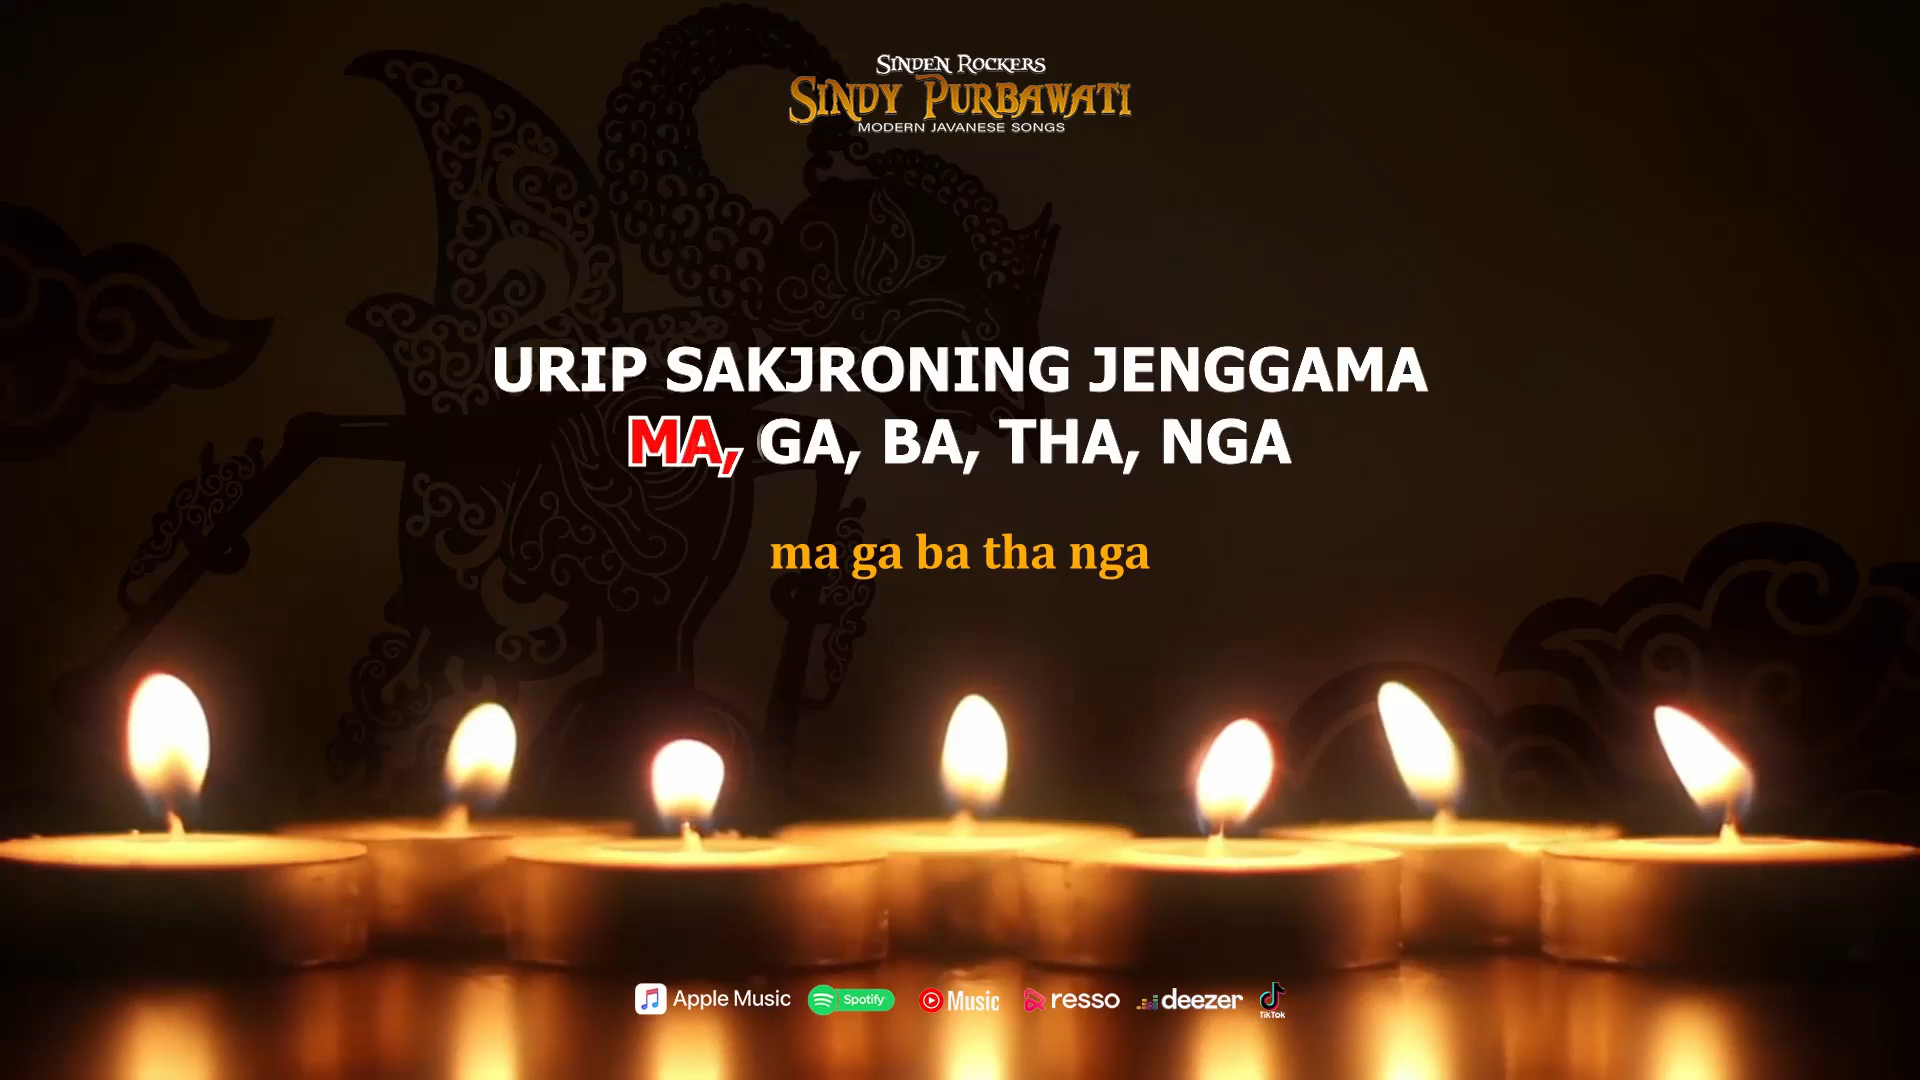 SINDEN ROCKERS
SINDY PURBAWATI
MODERN JAVANESE SONGS
URIP SAKJRONING JENGGAMA
MA, GA, BA, THA, NGA
ma ga ba tha nga
Apple Music Spotify Music resso deezer TikTok